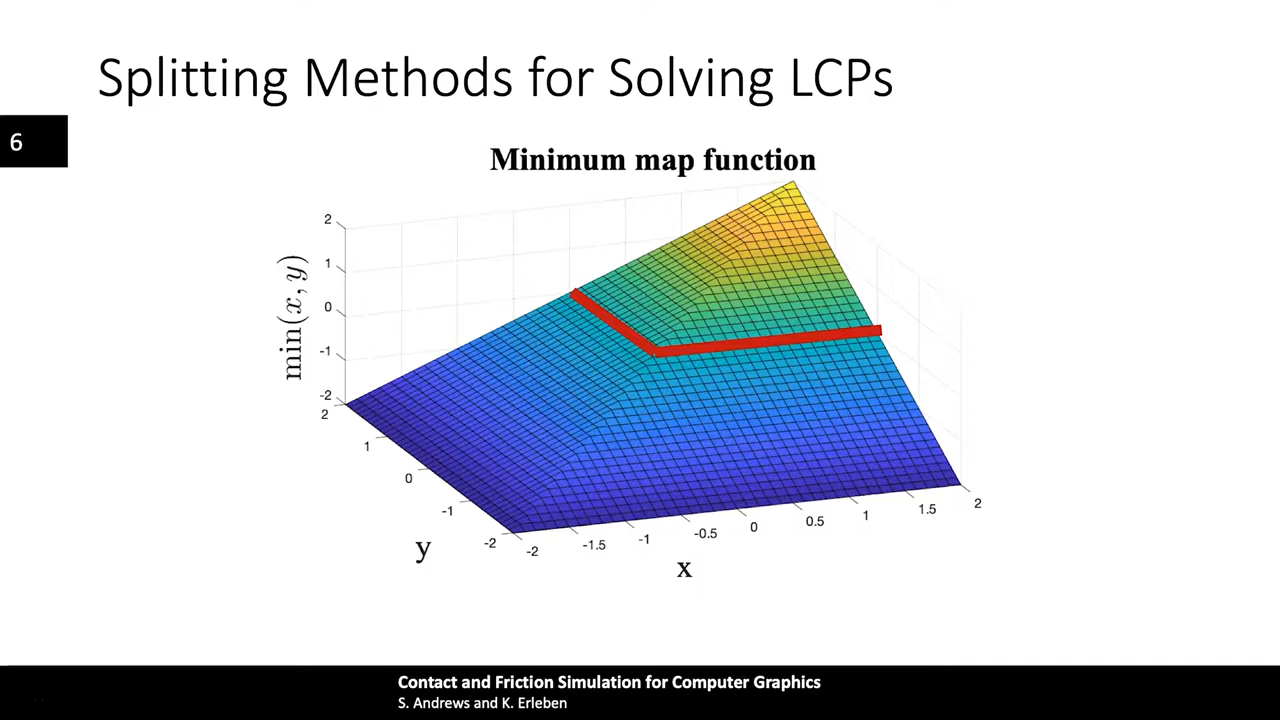 Splitting Methods for Solving LCPs
6
Minimum map function
min(x, y)
2
1
0
-1
-2
2
1
0
-1
-2
y
-2
-1.5
-1
-0.5
0
0.5
1
1.5
2
x
Contact and Friction Simulation for Computer Graphics
S. Andrews and K. Erleben